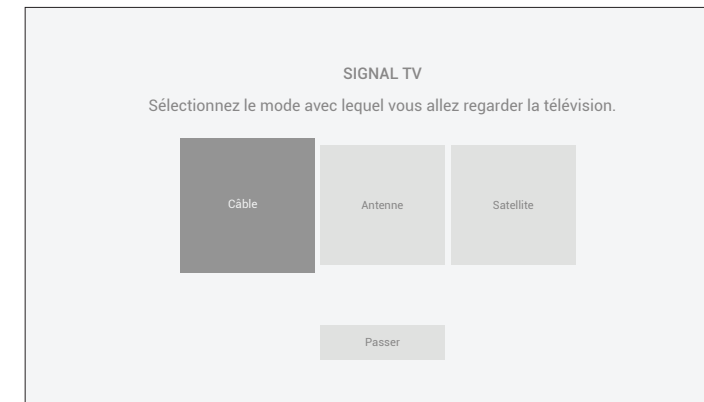 SIGNAL TV
Sélectionnez le mode avec lequel vous allez regarder la télévision.
Câble
Antenne
Satellite
Passer